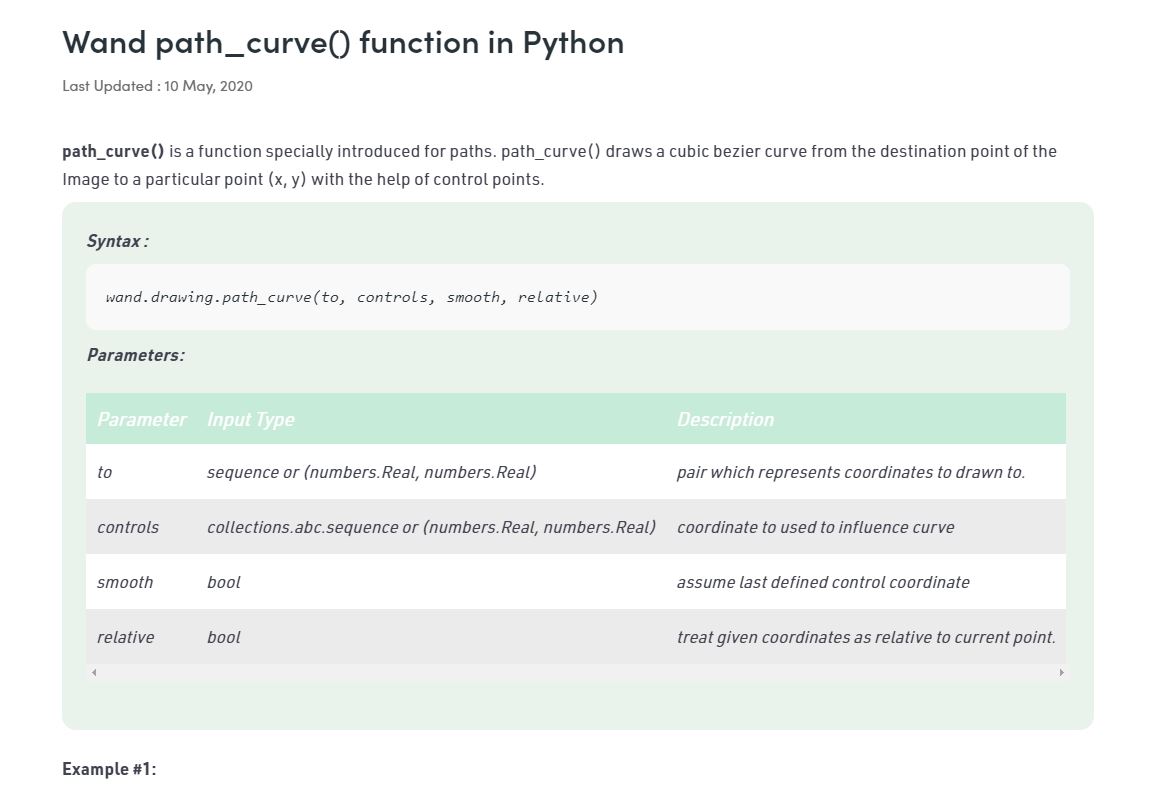 Wand path_curve() function in Python
Last Updated : 10 May, 2020
path_curve() is a function specially introduced for paths. path_curve() draws a cubic bezier curve from the destination point of the
Image to a particular point (x, y) with the help of control points.
Syntax :
wand.drawing.path_curve(to, controls, smooth, relative)
Parameters:
Parameter Input Type Description
to sequence or (numbers.Real, numbers.Real) pair which represents coordinates to drawn to.
controls collections.abc.sequence or (numbers.Real, numbers.Real) coordinate to used to influence curve
smooth bool assume last defined control coordinate
relative bool treat given coordinates as relative to current point.
Example #1: